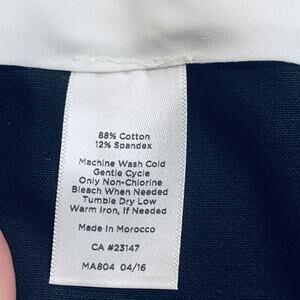 88% Cotton
12% Spandex
Machine Wash Cold
Gentle Cycle
Only Non-Chlorine
Bleach When Needed
Tumble Dry Low
Warm Iron, If Needed
Made In Morocco
CA #23147
MA804 04/16